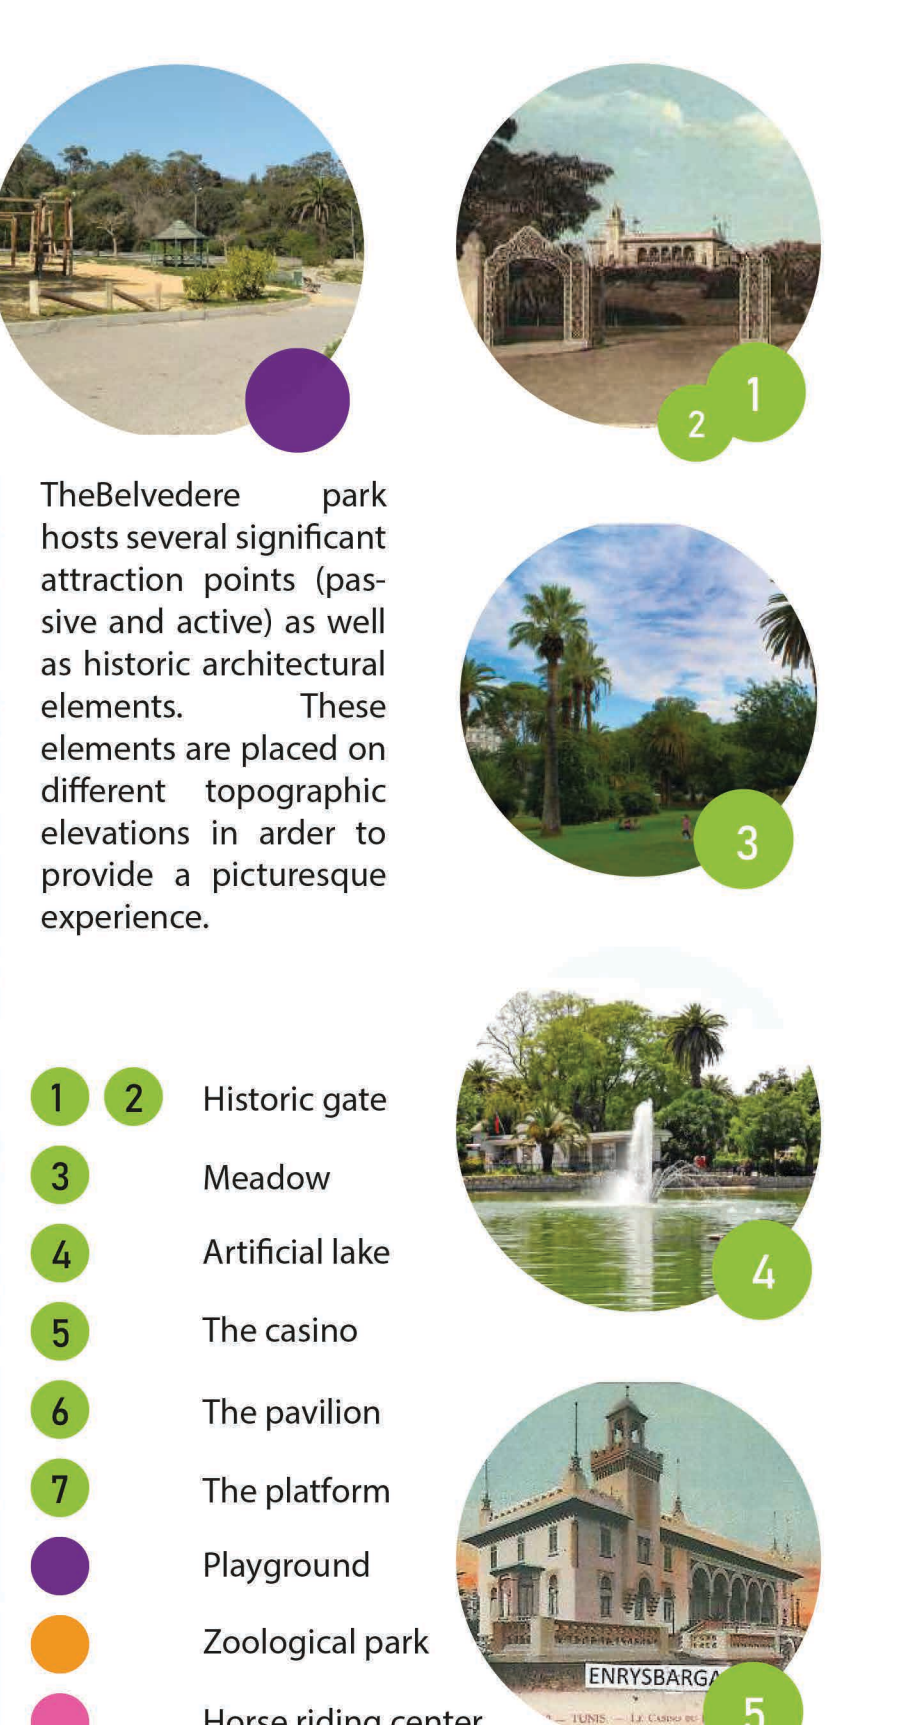 2
1
TheBelvedere park
hosts several significant
attraction points (pas-
sive and active) as well
as historic architectural
elements. These
elements are placed on
different topographic
elevations in arder to
provide a picturesque
experience.
3
4
1 2 Historic gate
3 Meadow
4 Artificial lake
5 The casino
6 The pavilion
7 The platform
Playground
Zoological park
Horse riding center
ENRYSBARGA
5
TUNIS. — LE CASINO DU